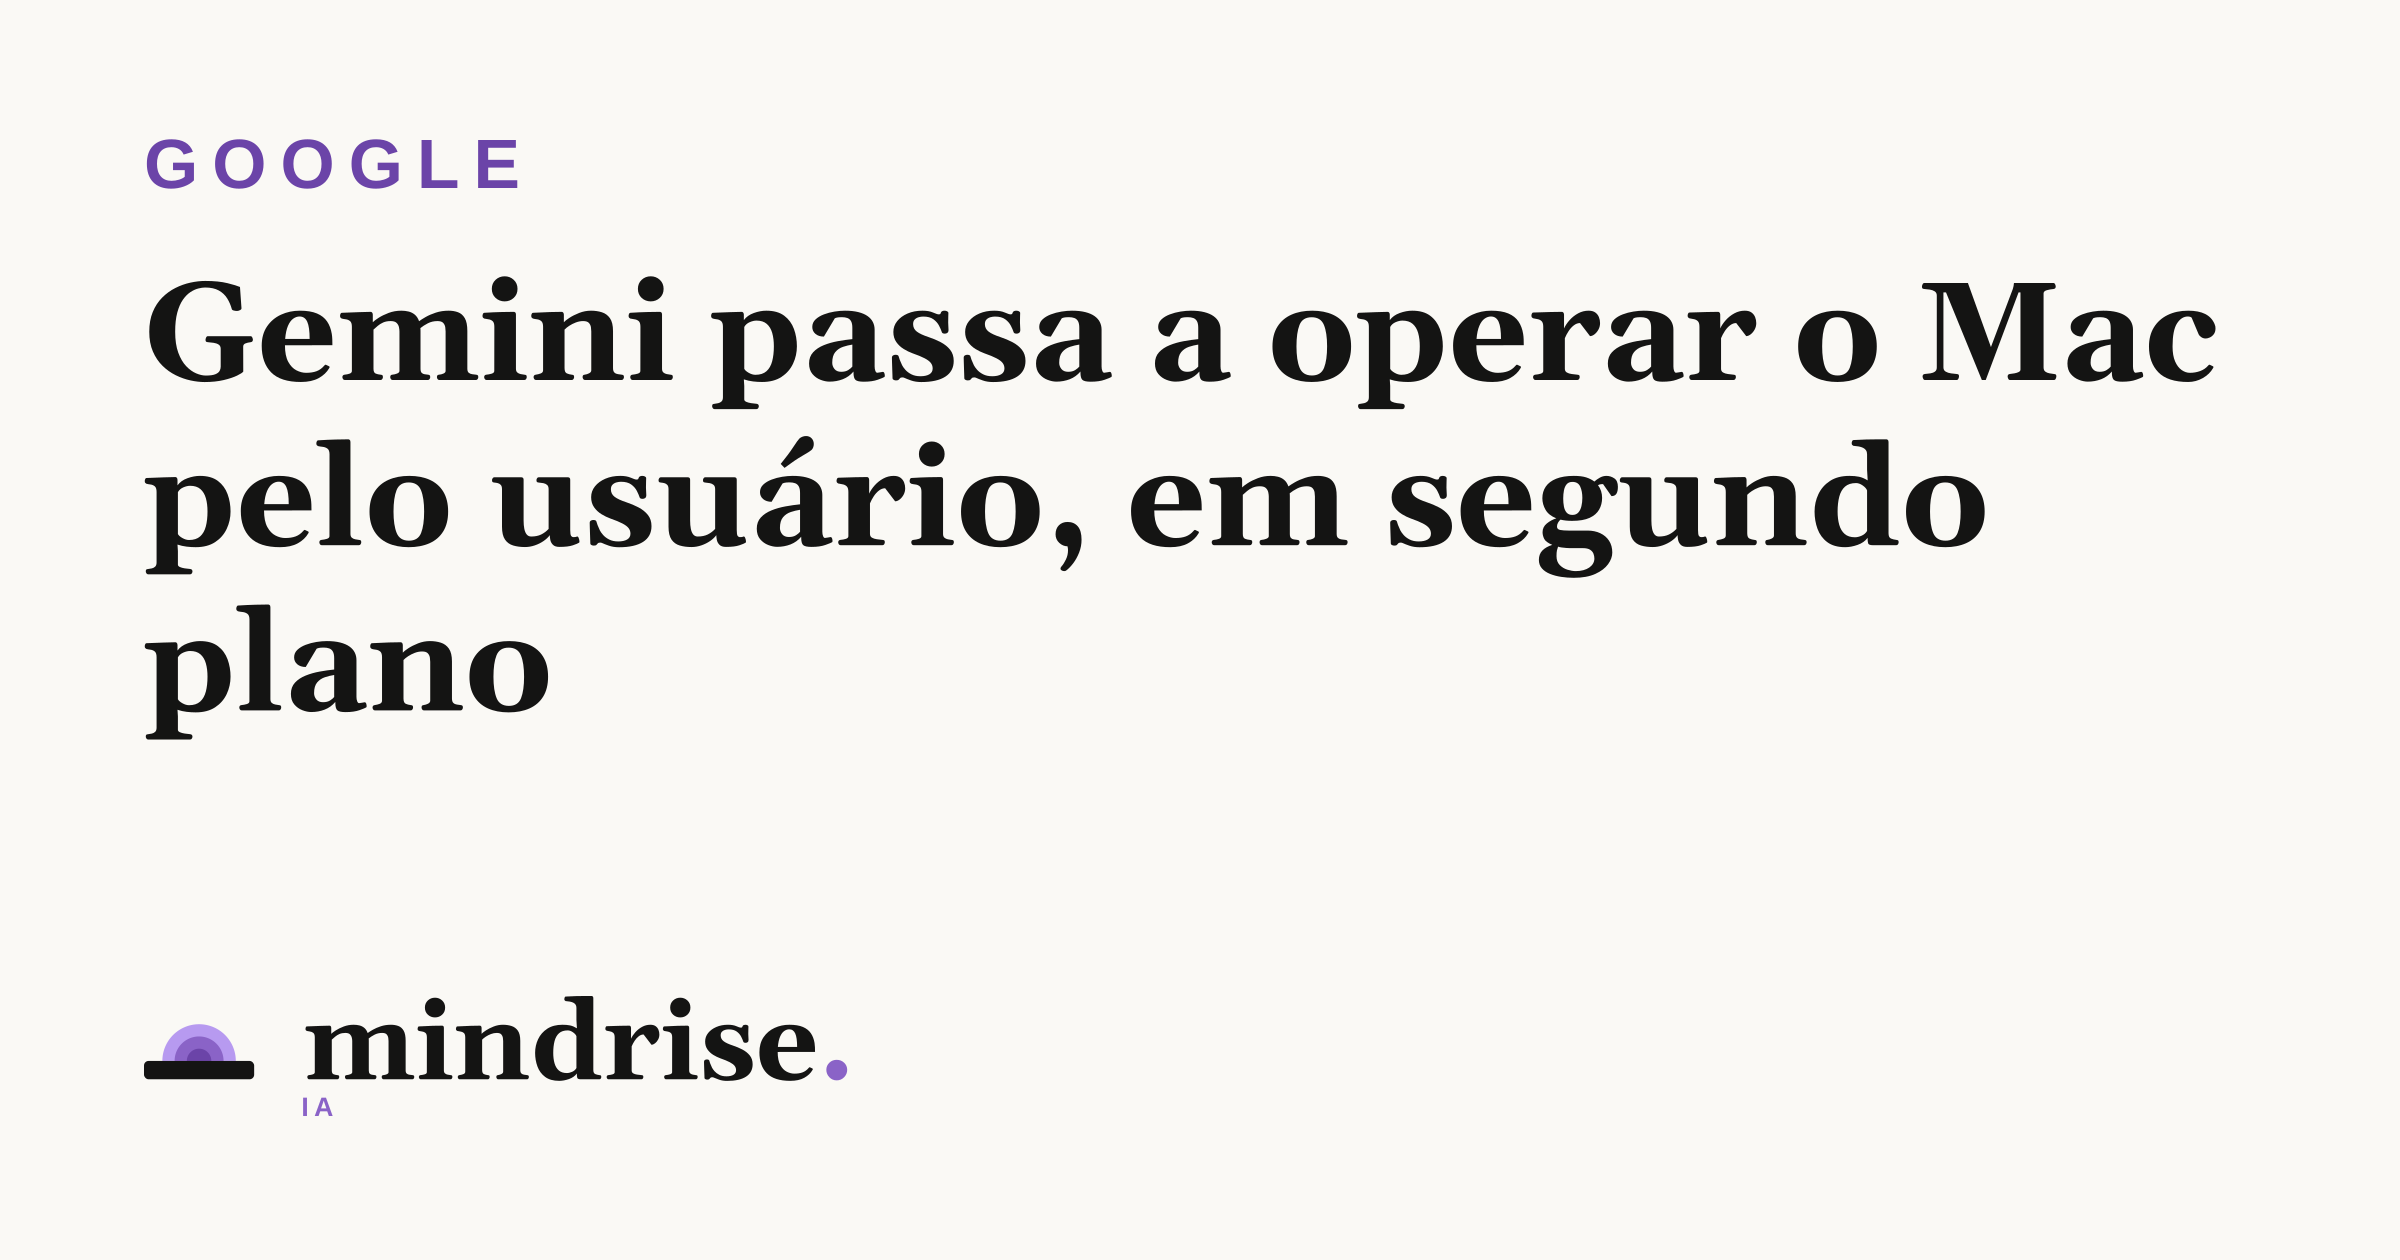 GOOGLE
Gemini passa a operar o Mac
pelo usuário, em segundo
plano
mindrise.
IA